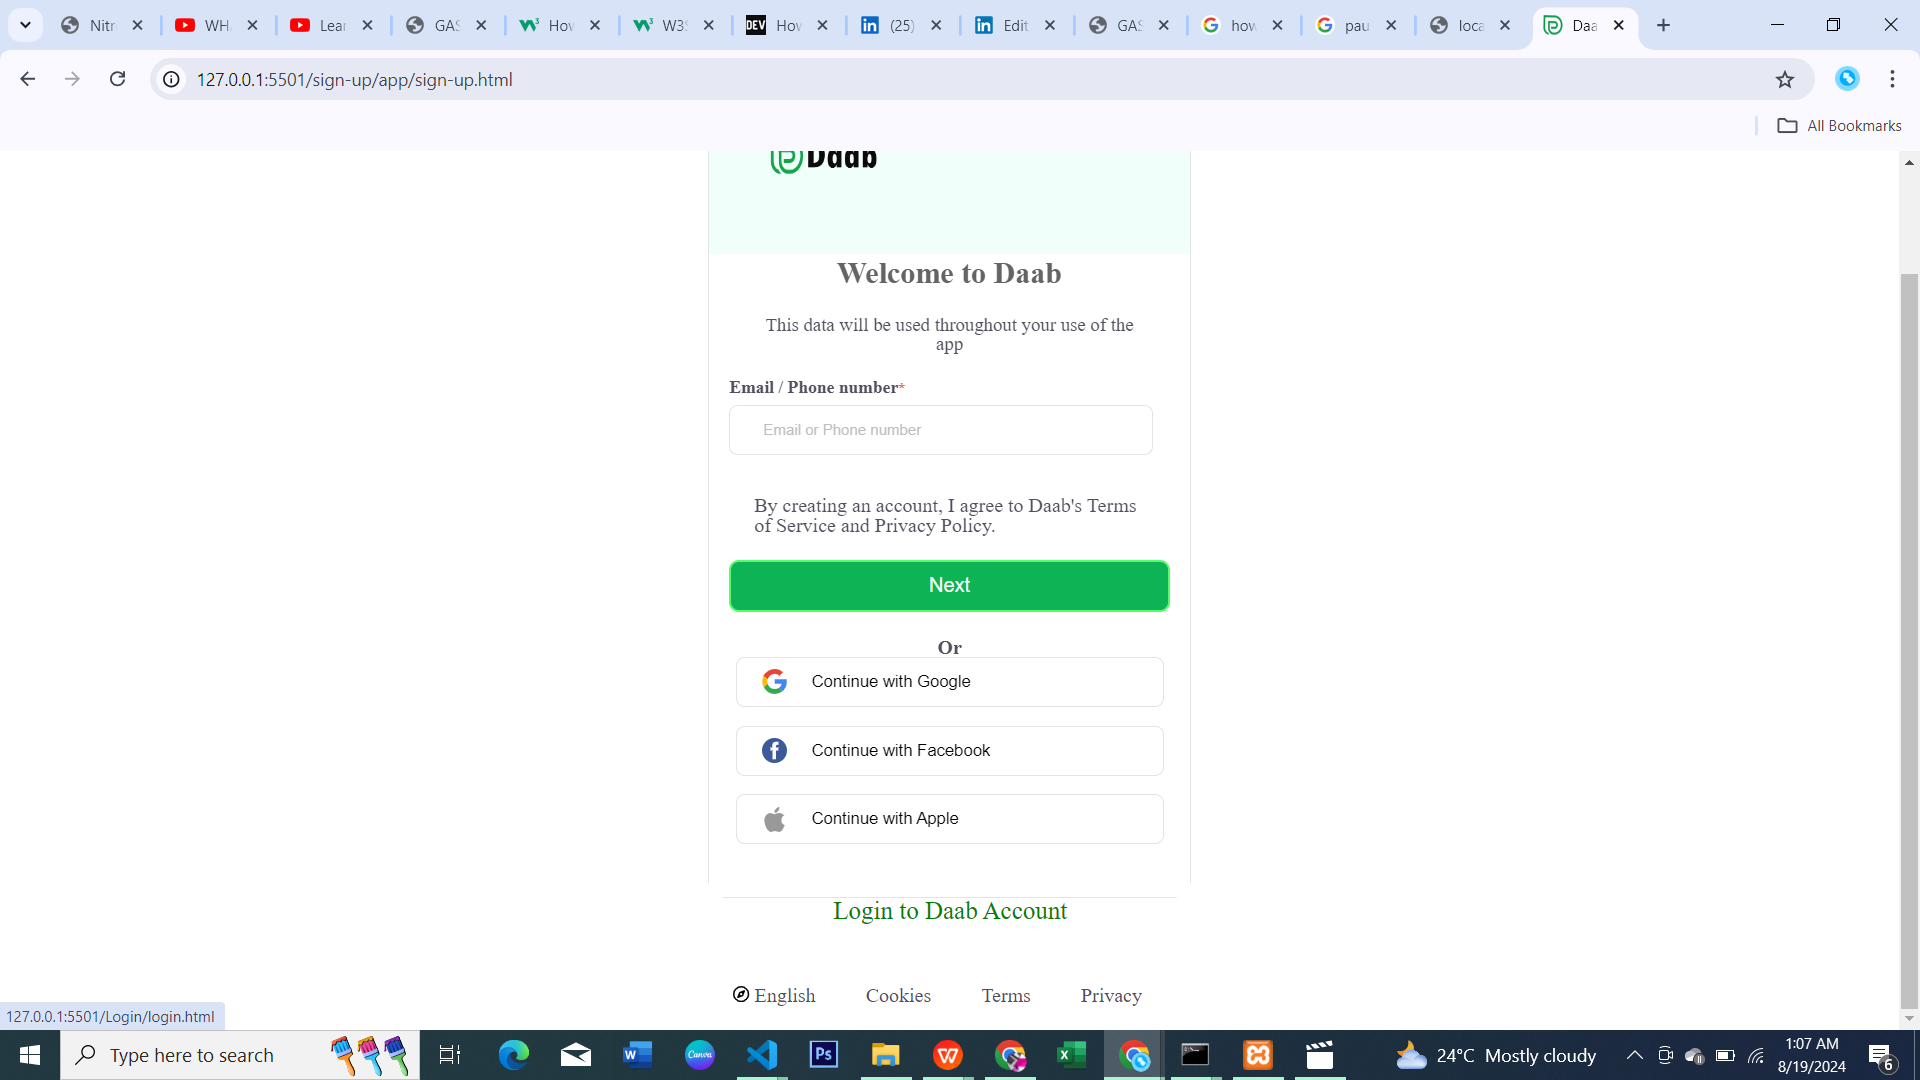 Nitr
WH
Lear
GAS
How
W3S
DEV
How
(25)
Edit
GAS
how
pau
loca
Daa
127.0.0.1:5501/sign-up/app/sign-up.html
All Bookmarks
Daab
Welcome to Daab
This data will be used throughout your use of the
app
Email / Phone number*
Email or Phone number
By creating an account, I agree to Daab's Terms
of Service and Privacy Policy.
Next
Or
Continue with Google
Continue with Facebook
Continue with Apple
Login to Daab Account
English Cookies Terms Privacy
127.0.0.1:5501/Login/login.html
Type here to search
24°C Mostly cloudy
1:07 AM
8/19/2024
6